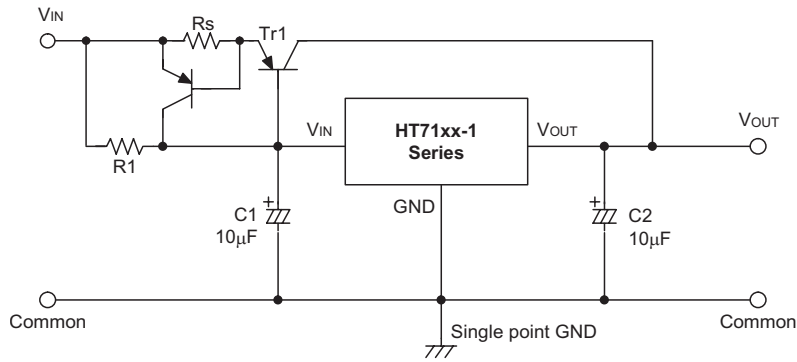 VIN
Rs
Tr1
R1
VIN
HT71xx-1
Series
VOUT
VOUT
GND
C1
10μF
C2
10μF
Common
Single point GND
Common
+
+